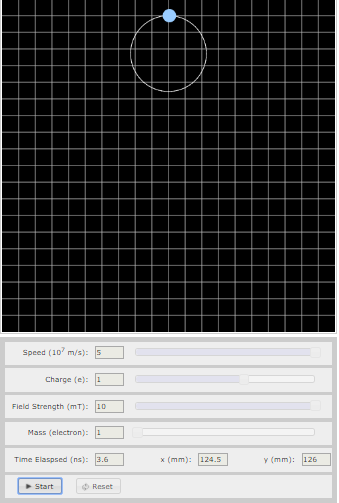 Speed (10⁷ m/s): 5
Charge (e): 1
Field Strength (mT): 10
Mass (electron): 1
Time Elaspsed (ns): 3.6 x (mm): 124.5 y (mm): 126
Start Reset